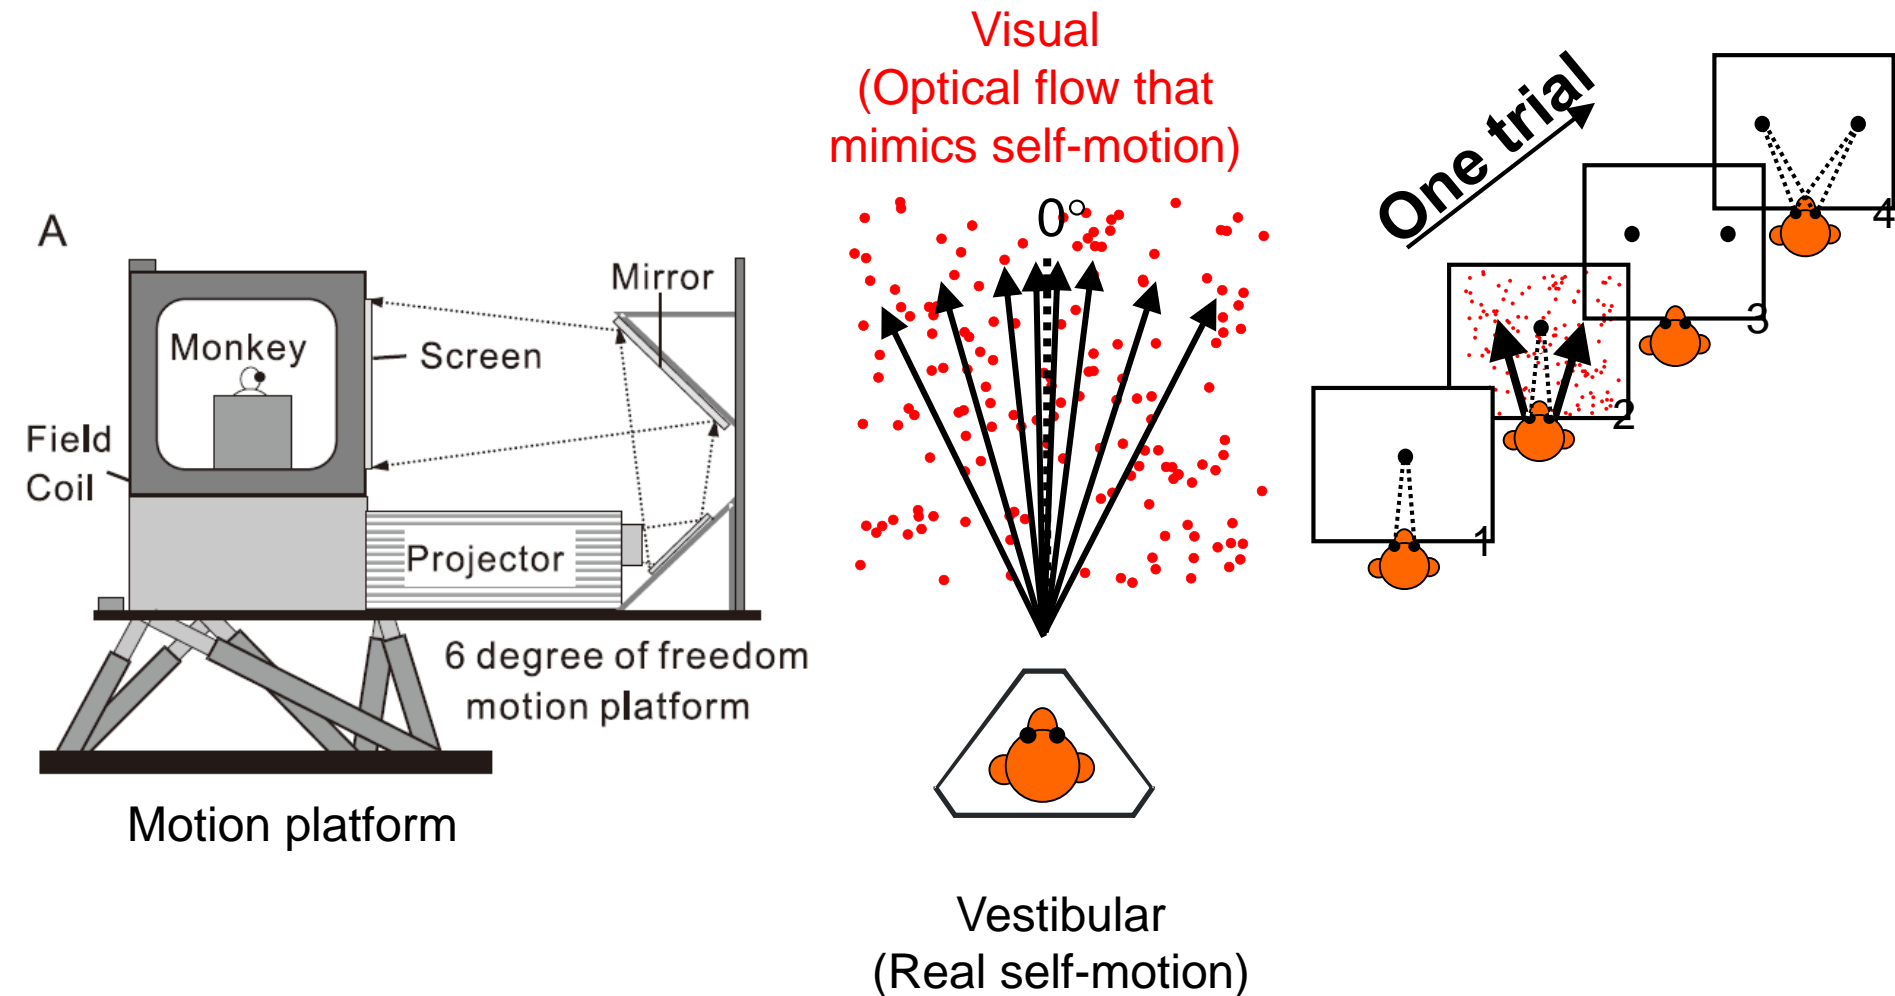 A
Monkey
Screen
Mirror
Field
Coil
Projector
6 degree of freedom
motion platform
Motion platform
Visual
(Optical flow that
mimics self-motion)
0°
Vestibular
(Real self-motion)
One trial
1
2
3
4